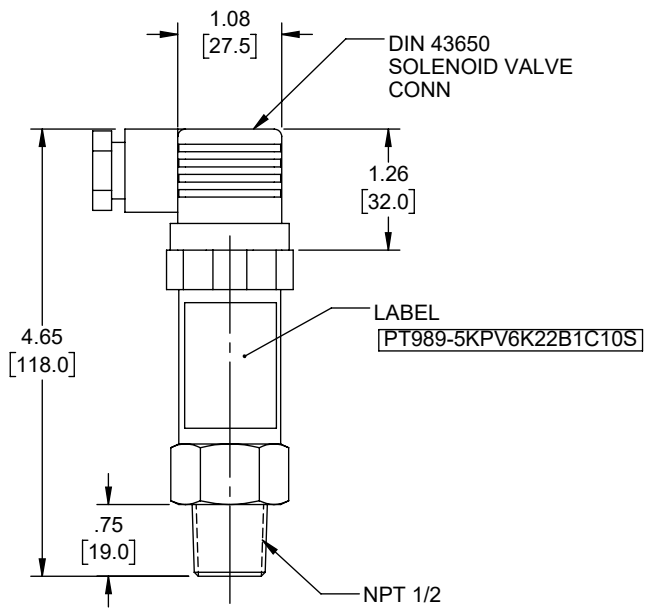 1.08
[27.5]
DIN 43650
SOLENOID VALVE
CONN
1.26
[32.0]
4.65
[118.0]
LABEL
PT989-5KPV6K22B1C10S
.75
[19.0]
NPT 1/2